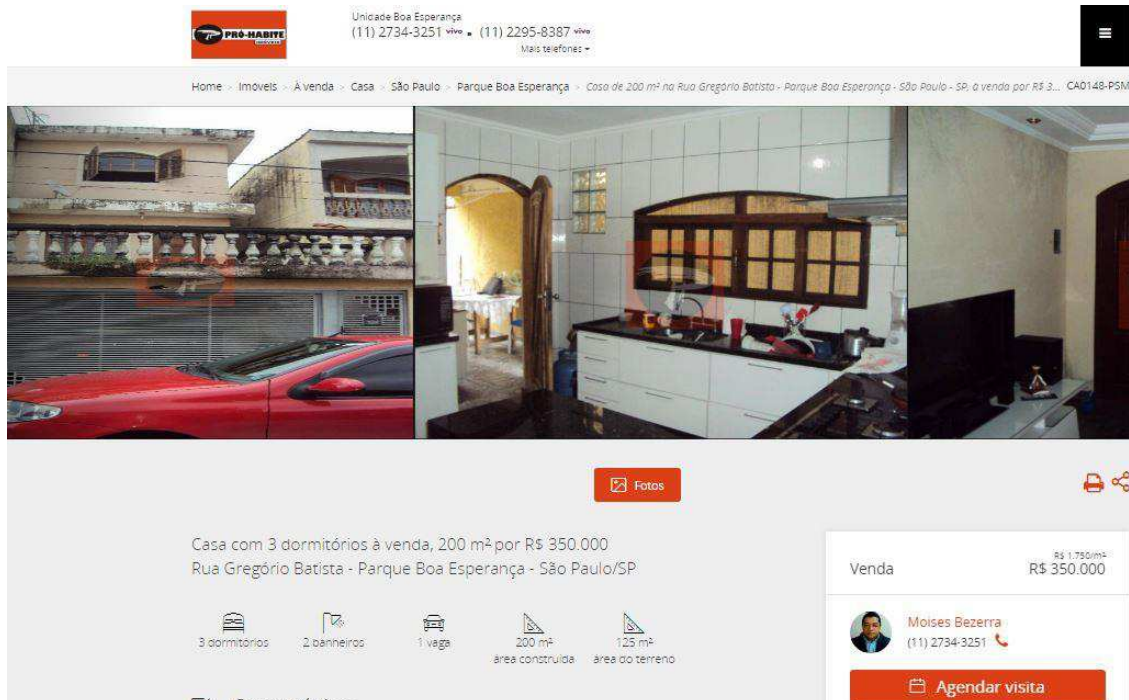 PRÓ-HABITE
IMÓVEIS
Unidade Boa Esperança
(11) 2734-3251 vivo • (11) 2295-8387 vivo
Mais telefones
Home > Imóveis > À venda > Casa > São Paulo > Parque Boa Esperança > Casa de 200 m² na Rua Gregório Batista - Parque Boa Esperança - São Paulo - SP, à venda por R$ 3... CA0148-PSM
Fotos
Casa com 3 dormitórios à venda, 200 m² por R$ 350.000
Rua Gregório Batista - Parque Boa Esperança - São Paulo/SP
3 dormitórios
2 banheiros
1 vaga
200 m²
área construída
125 m²
área do terreno
R$ 1.750/m²
Venda R$ 350.000
Moises Bezerra
(11) 2734-3251
Agendar visita